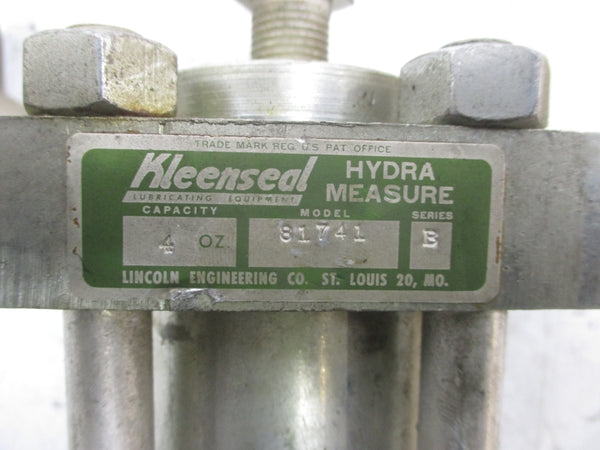 TRADE MARK REG. U.S. PAT. OFFICE
Kleenseal HYDRA
LUBRICATING EQUIPMENT MEASURE
CAPACITY MODEL SERIES
4 OZ. 81741 B
LINCOLN ENGINEERING CO. ST. LOUIS 20, MO.